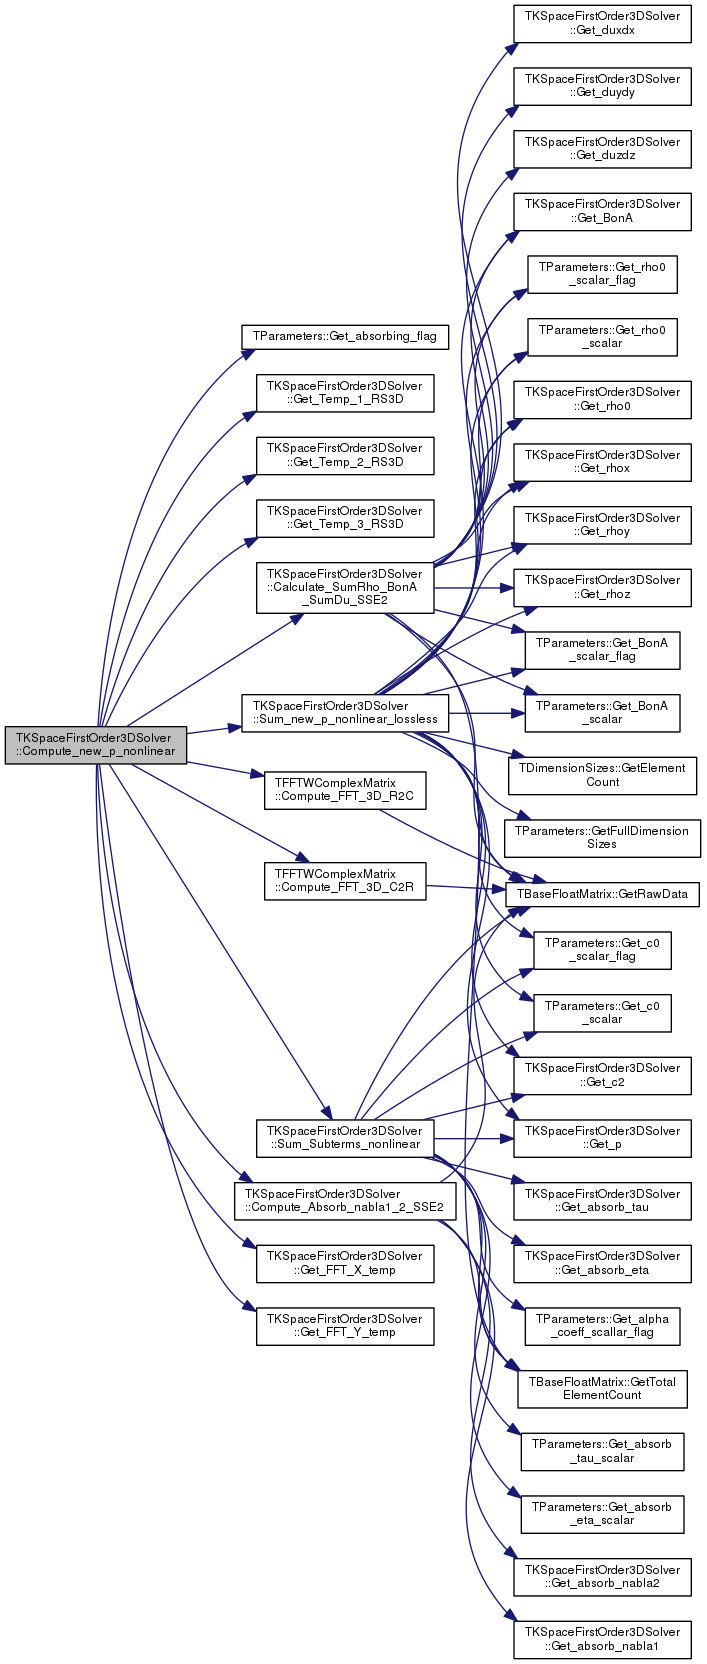 TKSpaceFirstOrder3DSolver
::Compute_new_p_nonlinear
TParameters::Get_absorbing_flag
TKSpaceFirstOrder3DSolver
::Get_Temp_1_RS3D
TKSpaceFirstOrder3DSolver
::Get_Temp_2_RS3D
TKSpaceFirstOrder3DSolver
::Get_Temp_3_RS3D
TKSpaceFirstOrder3DSolver
::Calculate_SumRho_BonA
_SumDu_SSE2
TKSpaceFirstOrder3DSolver
::Sum_new_p_nonlinear_lossless
TFFTWComplexMatrix
::Compute_FFT_3D_R2C
TFFTWComplexMatrix
::Compute_FFT_3D_C2R
TKSpaceFirstOrder3DSolver
::Sum_Subterms_nonlinear
TKSpaceFirstOrder3DSolver
::Compute_Absorb_nabla1_2_SSE2
TKSpaceFirstOrder3DSolver
::Get_FFT_X_temp
TKSpaceFirstOrder3DSolver
::Get_FFT_Y_temp
TKSpaceFirstOrder3DSolver
::Get_duxdx
TKSpaceFirstOrder3DSolver
::Get_duydy
TKSpaceFirstOrder3DSolver
::Get_duzdz
TKSpaceFirstOrder3DSolver
::Get_BonA
TParameters::Get_rho0
_scalar_flag
TParameters::Get_rho0
_scalar
TKSpaceFirstOrder3DSolver
::Get_rho0
TKSpaceFirstOrder3DSolver
::Get_rhox
TKSpaceFirstOrder3DSolver
::Get_rhoy
TKSpaceFirstOrder3DSolver
::Get_rhoz
TParameters::Get_BonA
_scalar_flag
TParameters::Get_BonA
_scalar
TDimensionSizes::GetElement
Count
TParameters::GetFullDimension
Sizes
TBaseFloatMatrix::GetRawData
TParameters::Get_c0
_scalar_flag
TParameters::Get_c0
_scalar
TKSpaceFirstOrder3DSolver
::Get_c2
TKSpaceFirstOrder3DSolver
::Get_p
TKSpaceFirstOrder3DSolver
::Get_absorb_tau
TKSpaceFirstOrder3DSolver
::Get_absorb_eta
TParameters::Get_alpha
_coeff_scallar_flag
TBaseFloatMatrix::GetTotal
ElementCount
TParameters::Get_absorb
_tau_scalar
TParameters::Get_absorb
_eta_scalar
TKSpaceFirstOrder3DSolver
::Get_absorb_nabla2
TKSpaceFirstOrder3DSolver
::Get_absorb_nabla1